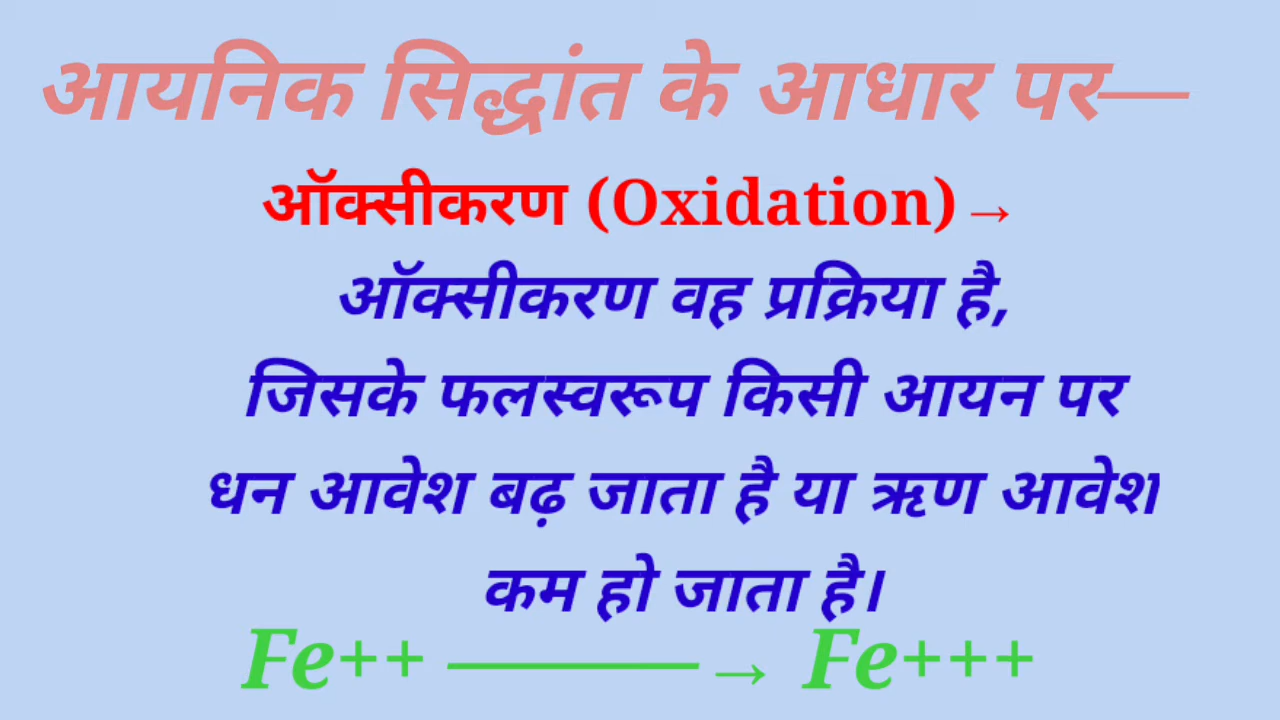 आयनिक सिद्धांत के आधार पर—
ऑक्सीकरण (Oxidation)→
ऑक्सीकरण वह प्रक्रिया है,
जिसके फलस्वरूप किसी आयन पर
धन आवेश बढ़ जाता है या ऋण आवेश
कम हो जाता है।
Fe++ ————→ Fe+++